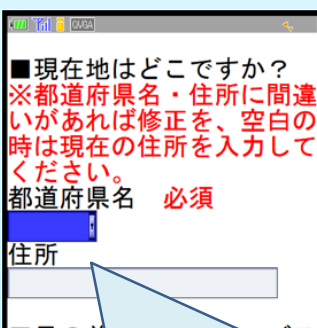 QVGA
■現在地はどこですか？
※都道府県名・住所に間違
いがあれば修正を、空白の
時は現在の住所を入力して
ください。
都道府県名　必須
住所